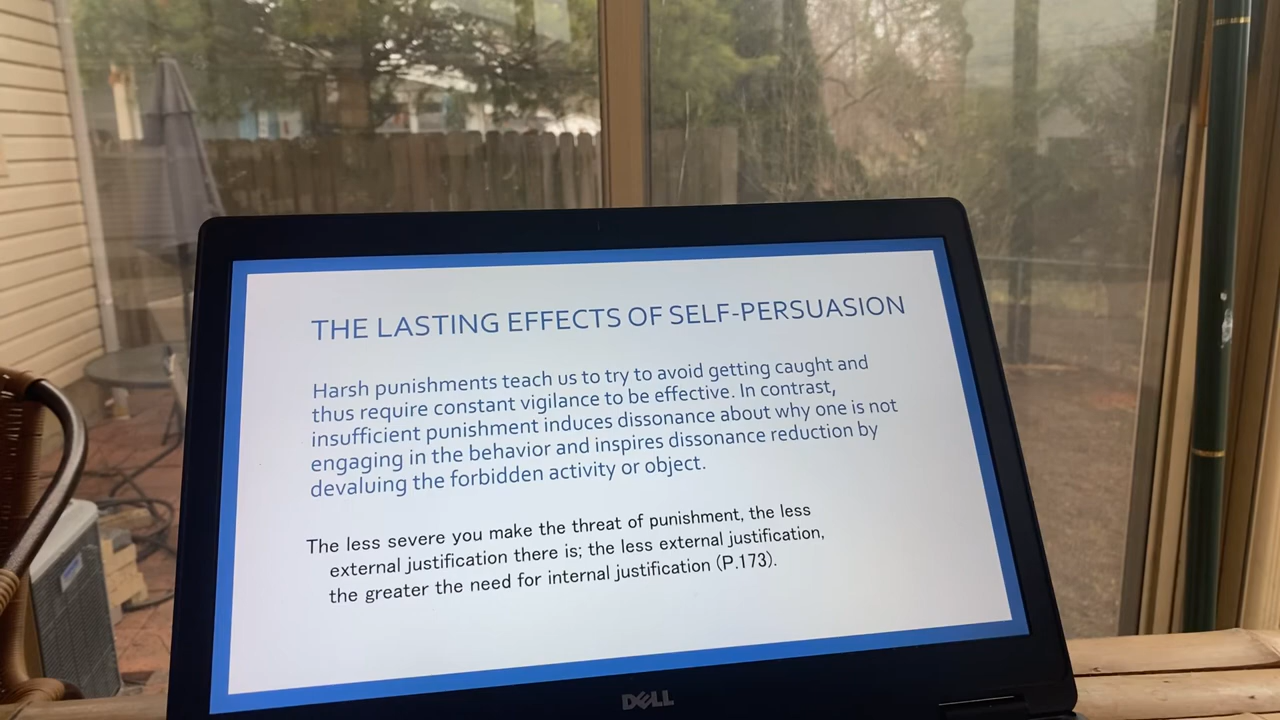 THE LASTING EFFECTS OF SELF-PERSUASION
Harsh punishments teach us to try to avoid getting caught and
thus require constant vigilance to be effective. In contrast,
insufficient punishment induces dissonance about why one is not
engaging in the behavior and inspires dissonance reduction by
devaluing the forbidden activity or object.
The less severe you make the threat of punishment, the less
external justification there is; the less external justification,
the greater the need for internal justification (P.173).
DELL